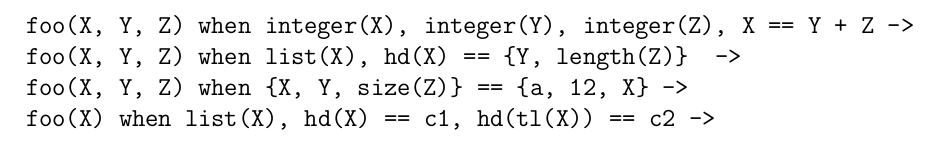 foo(X, Y, Z) when integer(X), integer(Y), integer(Z), X == Y + Z ->
foo(X, Y, Z) when list(X), hd(X) == {Y, length(Z)} ->
foo(X, Y, Z) when {X, Y, size(Z)} == {a, 12, X} ->
foo(X) when list(X), hd(X) == c1, hd(tl(X)) == c2 ->